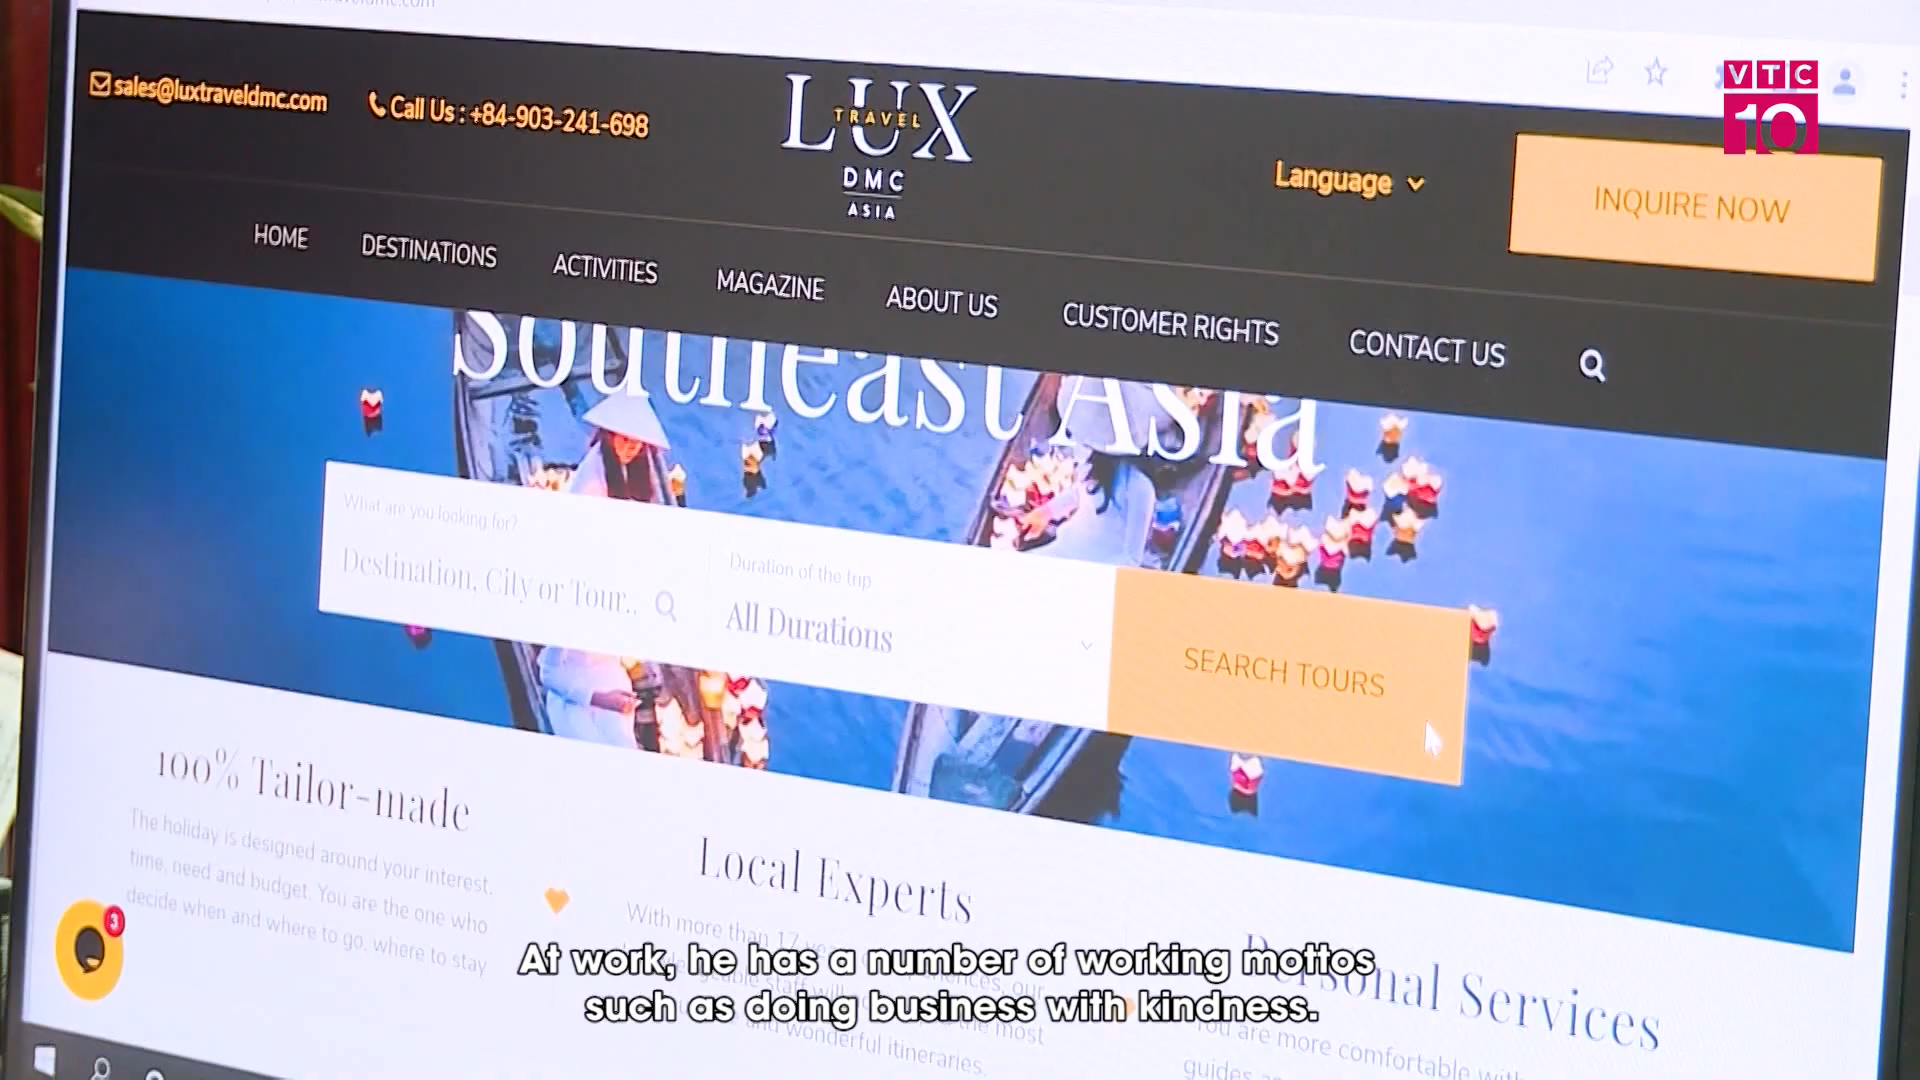 sales@luxtraveldmc.com
Call Us : +84-903-241-698
LUX
TRAVEL
DMC
ASIA
Language
INQUIRE NOW
VTC
10
HOME
DESTINATIONS
ACTIVITIES
MAGAZINE
ABOUT US
CUSTOMER RIGHTS
CONTACT US
Southeast Asia
What are you looking for?
Destination, City or Tour..
Duration of the trip
All Durations
SEARCH TOURS
100% Tailor-made
The holiday is designed around your interest,
time, need and budget. You are the one who
decide when and where to go, where to stay
Local Experts
With more than 17
and wonderful itineraries.
Personal Services
You are more comfortable with
guides
3
At work, he has a number of working mottos
such as doing business with kindness.